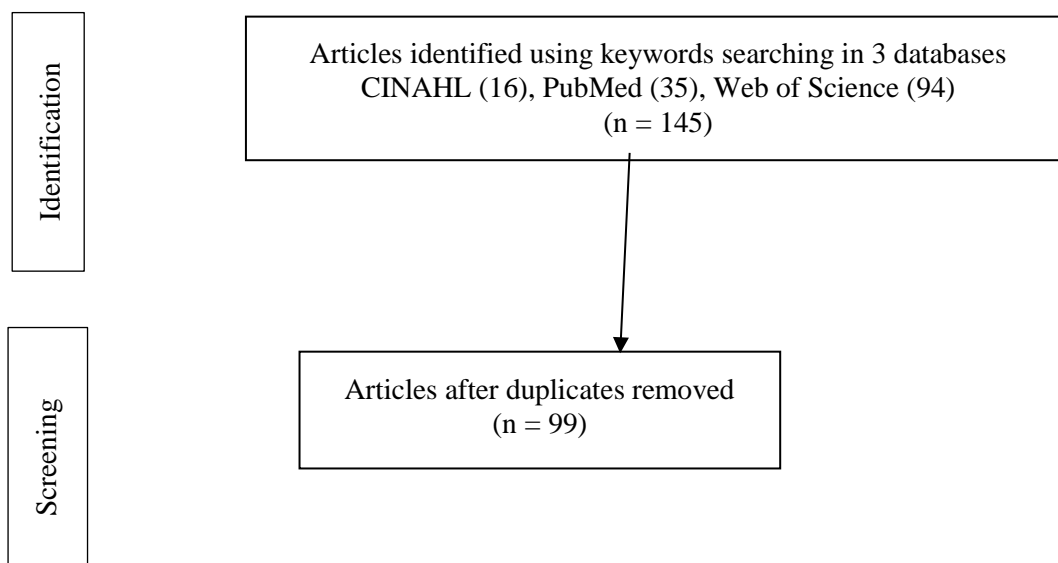 Identification
Articles identified using keywords searching in 3 databases
CINAHL (16), PubMed (35), Web of Science (94)
(n = 145)
Screening
Articles after duplicates removed
(n = 99)